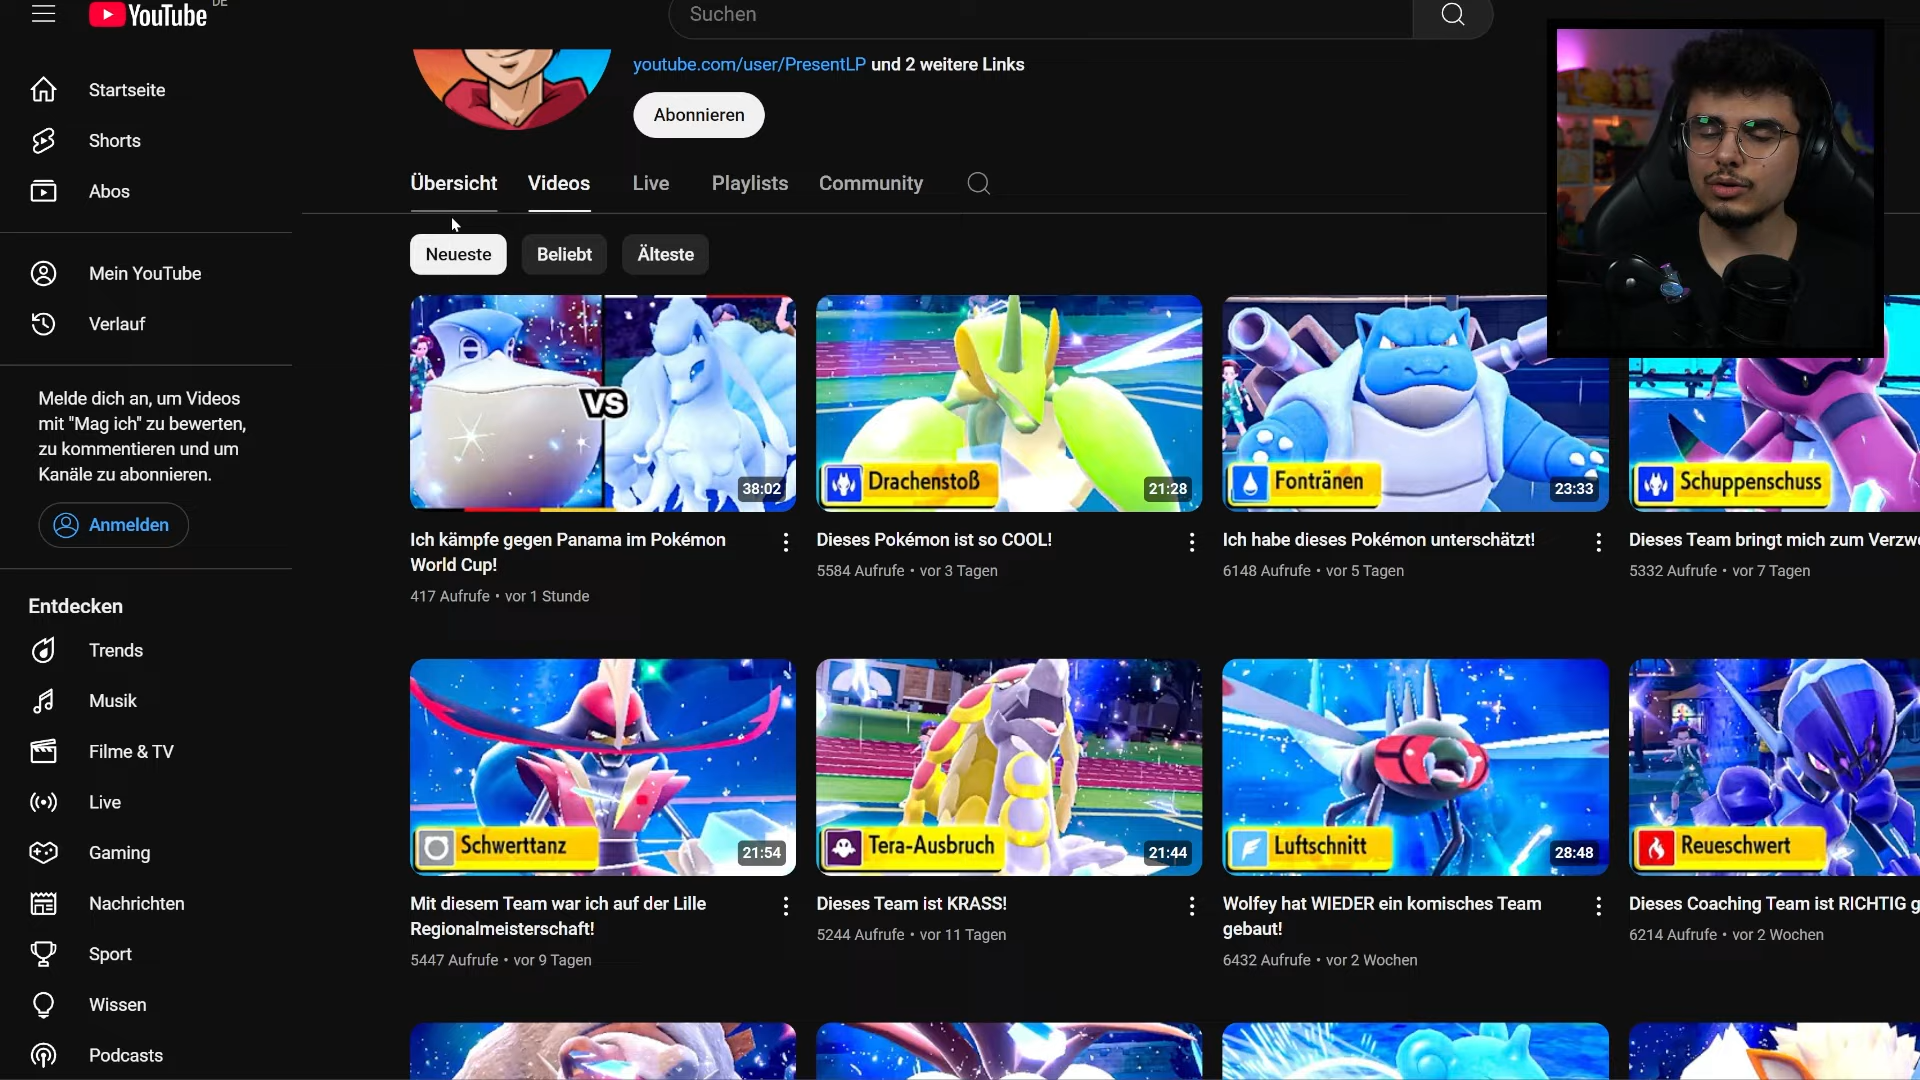 YouTube DE
Suchen
Startseite
Shorts
Abos
Mein YouTube
Verlauf
Melde dich an, um Videos
mit "Mag ich" zu bewerten,
zu kommentieren und um
Kanäle zu abonnieren.
Anmelden
Entdecken
Trends
Musik
Filme & TV
Live
Gaming
Nachrichten
Sport
Wissen
Podcasts
youtube.com/user/PresentLP und 2 weitere Links
Abonnieren
Übersicht Videos Live Playlists Community
Neueste Beliebt Älteste
VS
38:02
Ich kämpfe gegen Panama im Pokémon
World Cup!
417 Aufrufe • vor 1 Stunde
Drachenstoß
21:28
Dieses Pokémon ist so COOL!
5584 Aufrufe • vor 3 Tagen
Fontränen
23:33
Ich habe dieses Pokémon unterschätzt!
6148 Aufrufe • vor 5 Tagen
Schuppenschuss
Dieses Team bringt mich zum Verzw
5332 Aufrufe • vor 7 Tagen
Schwerttanz
21:54
Mit diesem Team war ich auf der Lille
Regionalmeisterschaft!
5447 Aufrufe • vor 9 Tagen
Tera-Ausbruch
21:44
Dieses Team ist KRASS!
5244 Aufrufe • vor 11 Tagen
Luftschnitt
28:48
Wolfey hat WIEDER ein komisches Team
gebaut!
6432 Aufrufe • vor 2 Wochen
Reueschwert
Dieses Coaching Team ist RICHTIG g
6214 Aufrufe • vor 2 Wochen